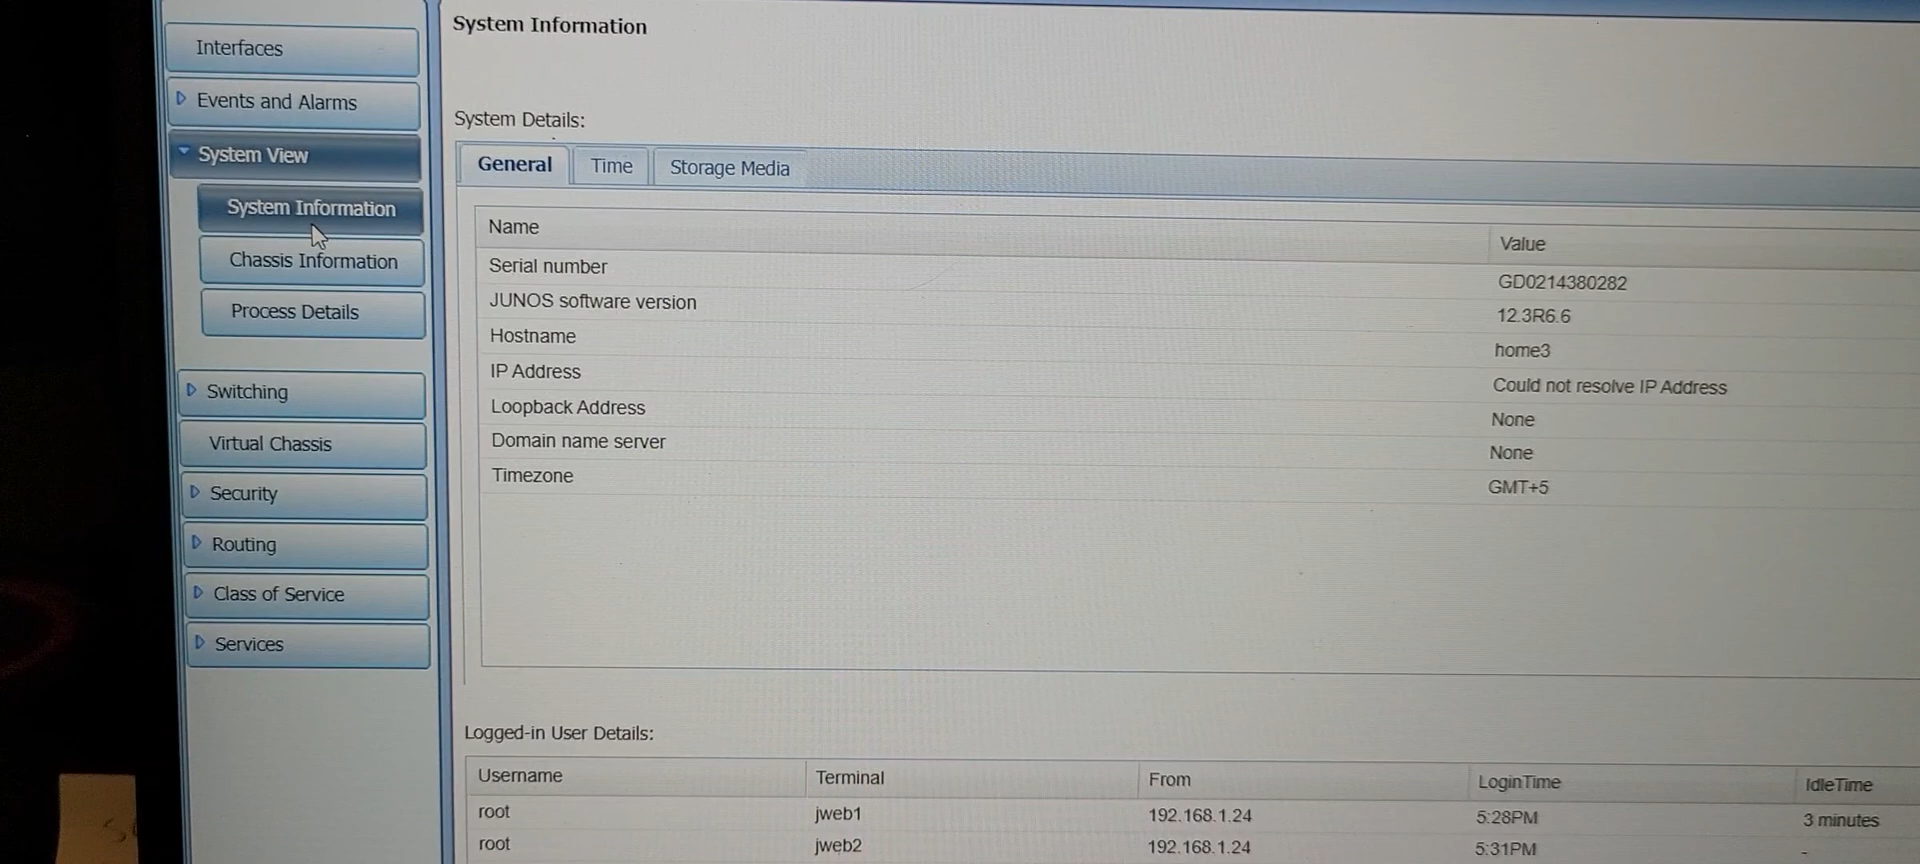 Interfaces
Events and Alarms
System View
System Information
Chassis Information
Process Details
Switching
Virtual Chassis
Security
Routing
Class of Service
Services
System Information
System Details:
General Time Storage Media
Name Value
Serial number GD0214380282
JUNOS software version 12.3R6.6
Hostname home3
IP Address Could not resolve IP Address
Loopback Address None
Domain name server None
Timezone GMT+5
Logged-in User Details:
Username Terminal From LoginTime IdleTime
root jweb1 192.168.1.24 5:28PM 3 minutes
root jweb2 192.168.1.24 5:31PM -